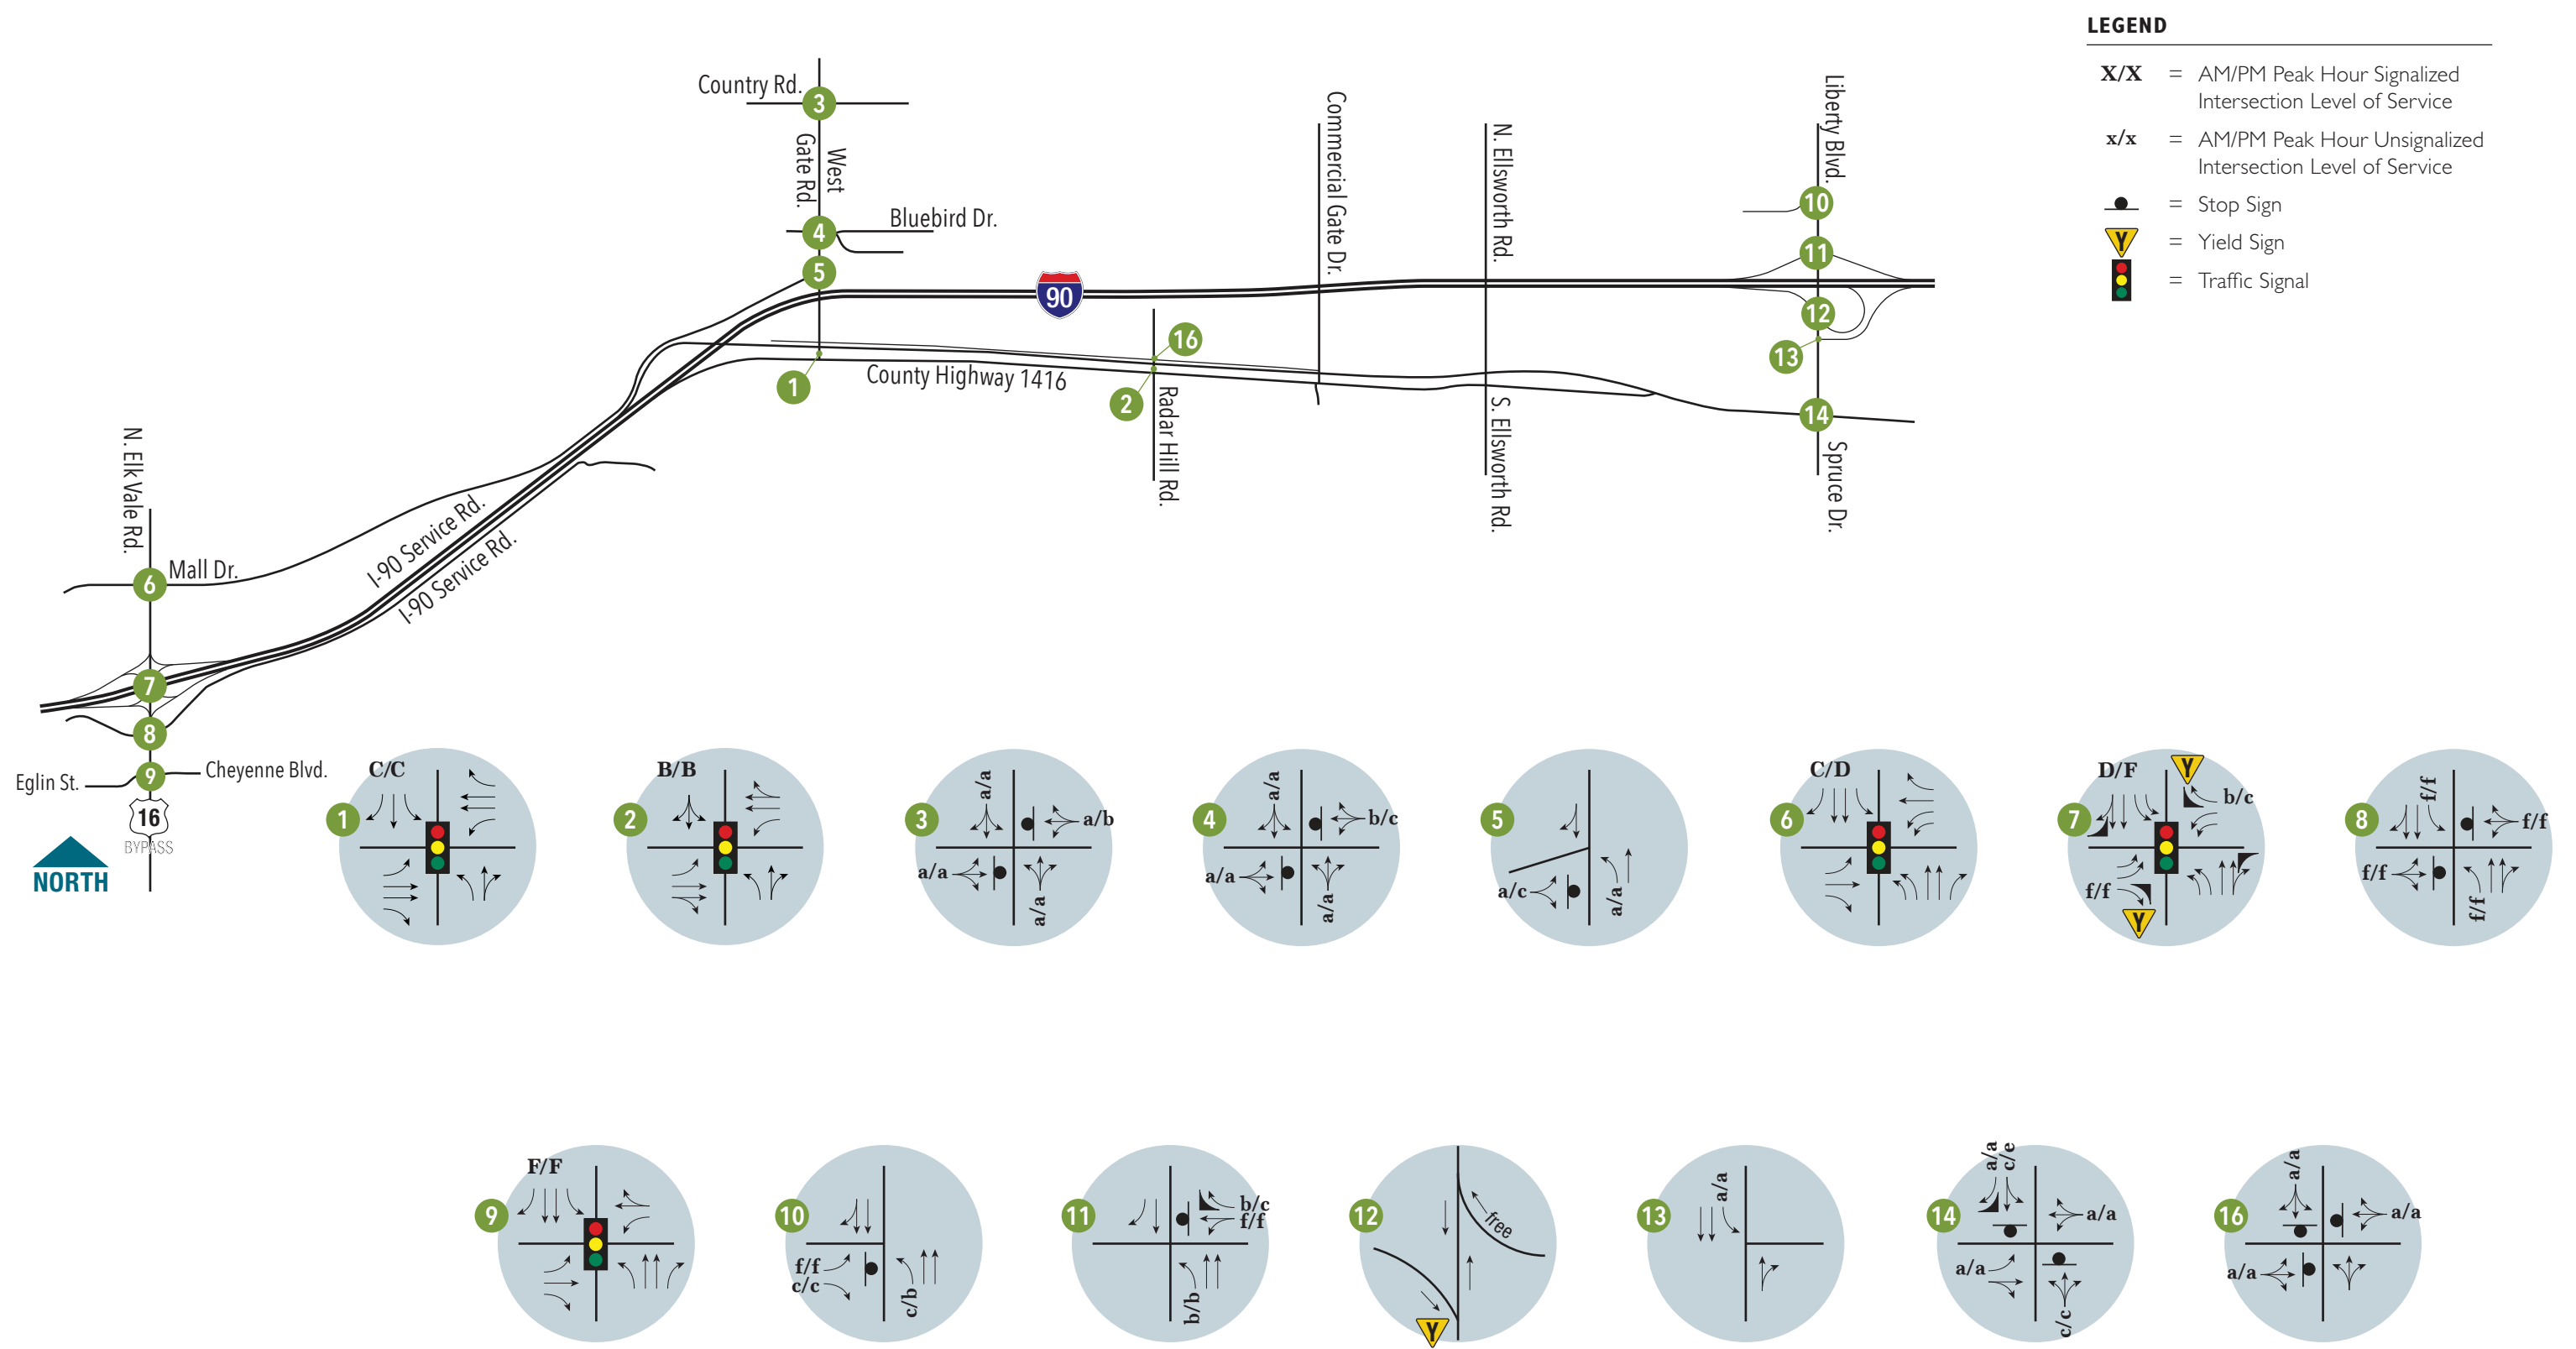 LEGEND
X/X = AM/PM Peak Hour Signalized
Intersection Level of Service
x/x = AM/PM Peak Hour Unsignalized
Intersection Level of Service
= Stop Sign
Y = Yield Sign
= Traffic Signal
Country Rd.
3
West
Gate Rd.
Bluebird Dr.
4
5
90
Commercial Gate Dr.
N. Ellsworth Rd.
Liberty Blvd.
10
11
12
13
16
1
County Highway 1416
2
Radar Hill Rd.
S. Ellsworth Rd.
14
Spruce Dr.
N. Elk Vale Rd.
I-90 Service Rd.
I-90 Service Rd.
6
Mall Dr.
7
8
9
Eglin St.
Cheyenne Blvd.
16
BYPASS
NORTH
1
C/C
2
B/B
3
a/a
a/b
a/a
a/a
4
a/a
b/c
a/a
a/a
5
a/c
a/a
6
C/D
7
D/F
Y
b/c
f/f
Y
8
f/f
f/f
f/f
f/f
9
F/F
10
f/f
c/c
c/b
11
b/c
f/f
b/b
12
free
Y
13
a/a
14
a/a
c/e
a/a
a/a
c/c
16
a/a
a/a
a/a